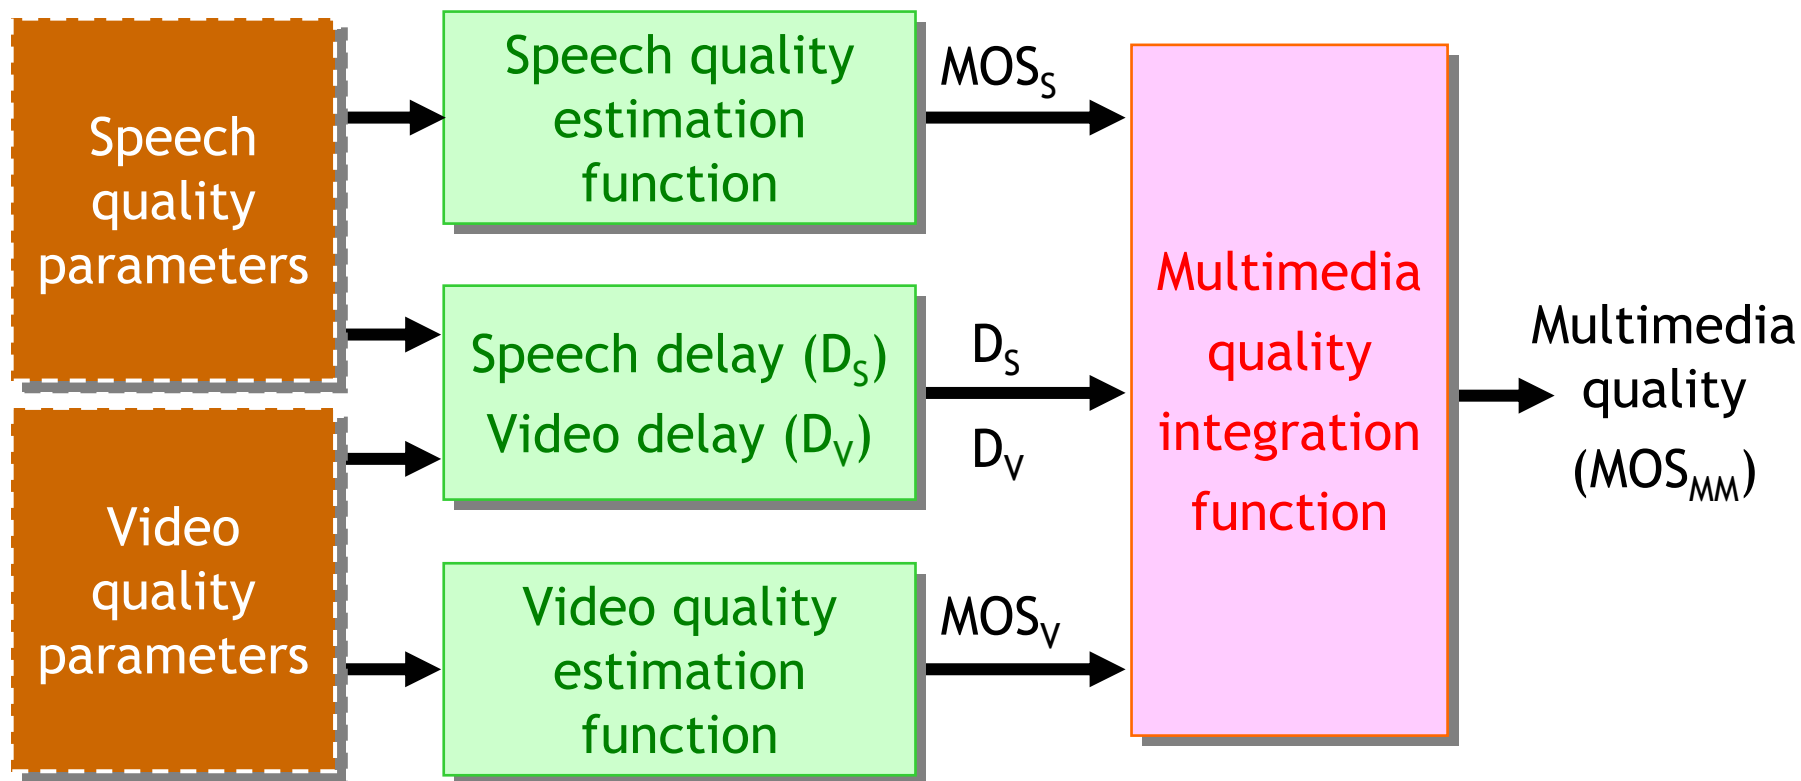 Speech
quality
parameters
Video
quality
parameters
Speech quality
estimation
function
Speech delay (DS)
Video delay (DV)
Video quality
estimation
function
MOSS
DS
DV
MOSV
Multimedia
quality
integration
function
Multimedia
quality
(MOSMM)